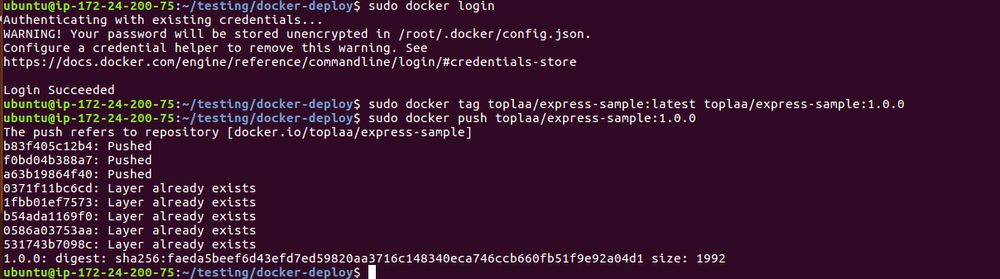 ubuntu@ip-172-24-200-75:~/testing/docker-deploy$ sudo docker login
Authenticating with existing credentials...
WARNING! Your password will be stored unencrypted in /root/.docker/config.json.
Configure a credential helper to remove this warning. See
https://docs.docker.com/engine/reference/commandline/login/#credentials-store
Login Succeeded
ubuntu@ip-172-24-200-75:~/testing/docker-deploy$ sudo docker tag toplaa/express-sample:latest toplaa/express-sample:1.0.0
ubuntu@ip-172-24-200-75:~/testing/docker-deploy$ sudo docker push toplaa/express-sample:1.0.0
The push refers to repository [docker.io/toplaa/express-sample]
b83f405c12b4: Pushed
f0bd04b388a7: Pushed
a63b19864f40: Pushed
0371f11bc6cd: Layer already exists
1fbb01ef7573: Layer already exists
b54ada1169f0: Layer already exists
0586a03753aa: Layer already exists
531743b7098c: Layer already exists
1.0.0: digest: sha256:faeda5beef6d43efd7ed59820aa3716c148340eca746ccb660fb51f9e92a04d1 size: 1992
ubuntu@ip-172-24-200-75:~/testing/docker-deploy$